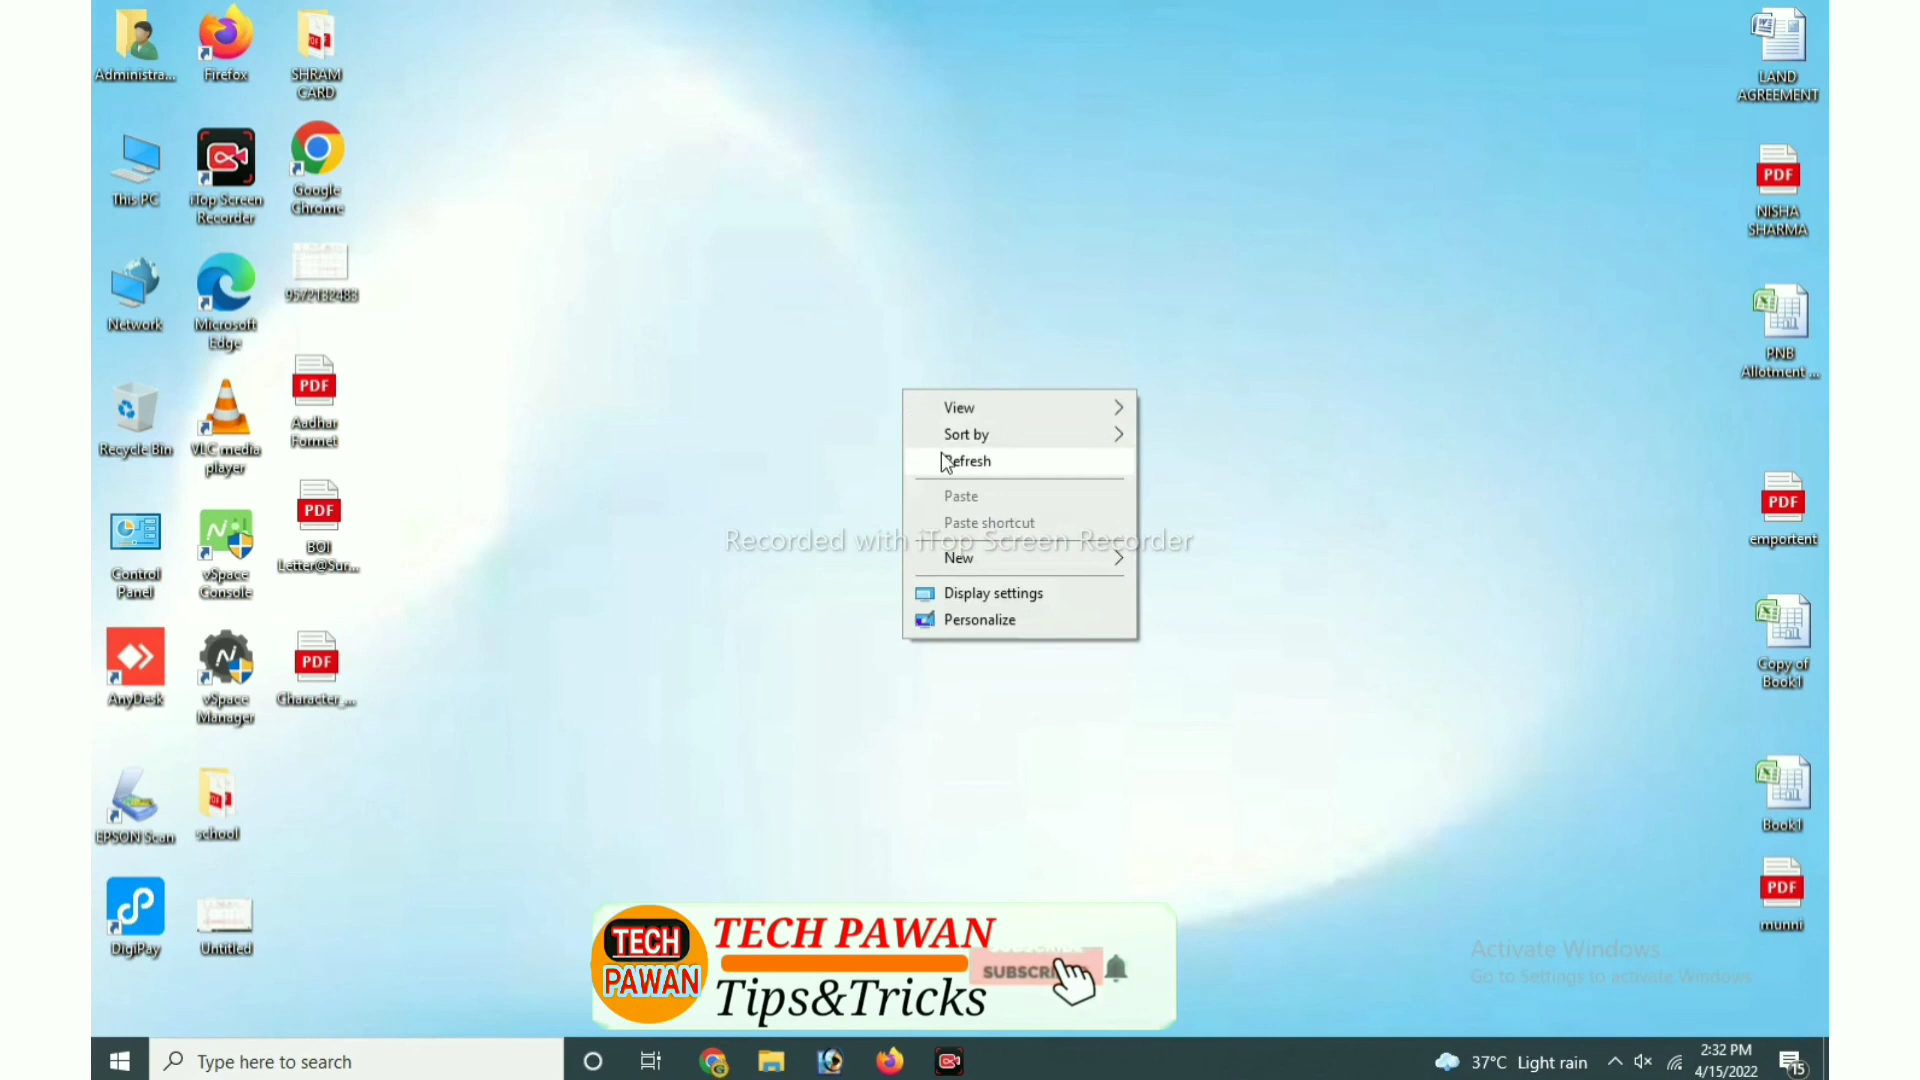 Administra...
Firefox
SHRAM
CARD
This PC
iTop Screen
Recorder
Google
Chrome
Network
Microsoft
Edge
9572132483
Recycle Bin
VLC media
player
PDF
Aadhar
Formet
Control
Panel
vSpace
Console
PDF
BOI
Letter@Sur...
AnyDesk
vSpace
Manager
PDF
Character_...
EPSON Scan
school
DigiPay
Untitled
View
Sort by
Refresh
Paste
Paste shortcut
Recorded with iTop Screen Recorder
New
Display settings
Personalize
LAND
AGREEMENT
PDF
NISHA
SHARMA
PNB
Allotment ...
PDF
emportent
Copy of
Book1
Book1
PDF
munni
Activate Windows
Go to Settings to activate Windows
TECH
PAWAN
TECH PAWAN
SUBSCRI
Tips&Tricks
Type here to search
37°C Light rain
2:32 PM
4/15/2022
15